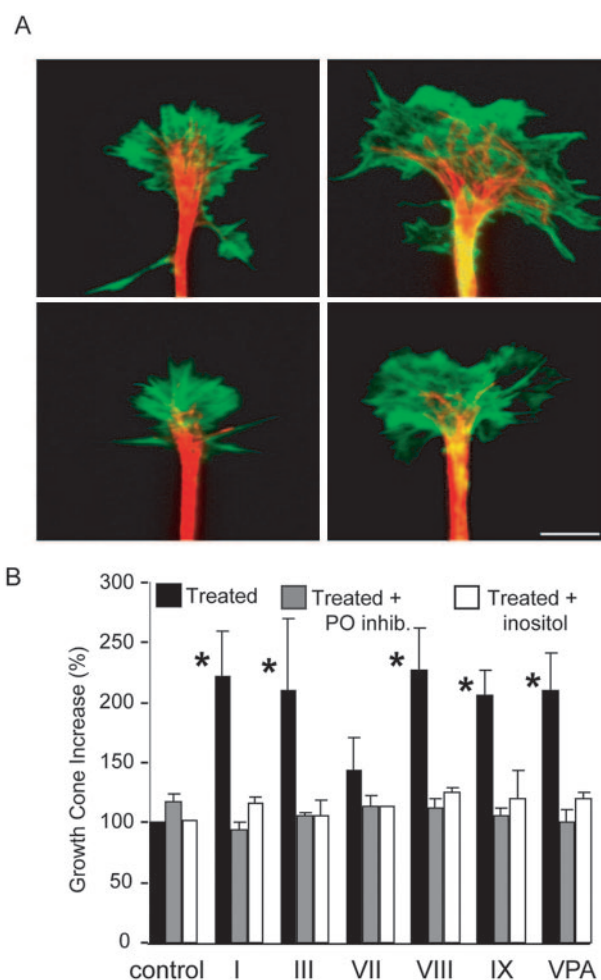 A
B
Growth Cone Increase (%)
300
250
200
150
100
50
0
Treated
Treated +
PO inhib.
Treated +
inositol
* * * * *
control I III VII VIII IX VPA